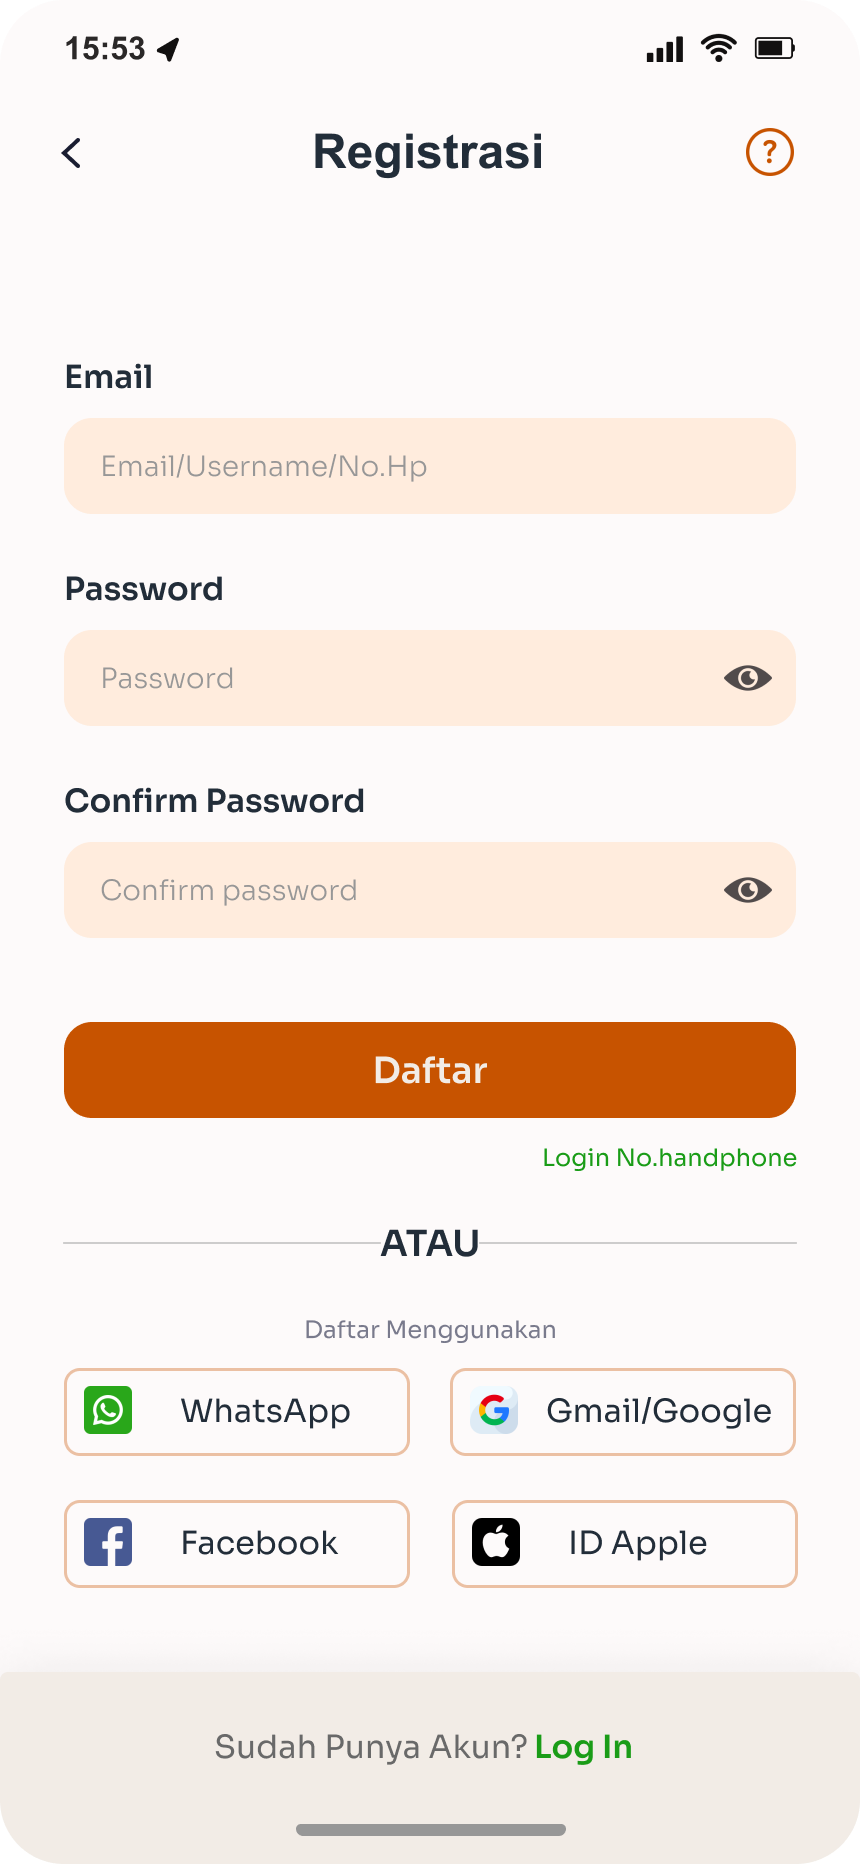 15:53
Registrasi
?
Email
Email/Username/No.Hp
Password
Password
Confirm Password
Confirm password
Daftar
Login No.handphone
ATAU
Daftar Menggunakan
WhatsApp
Gmail/Google
Facebook
ID Apple
Sudah Punya Akun? Log In